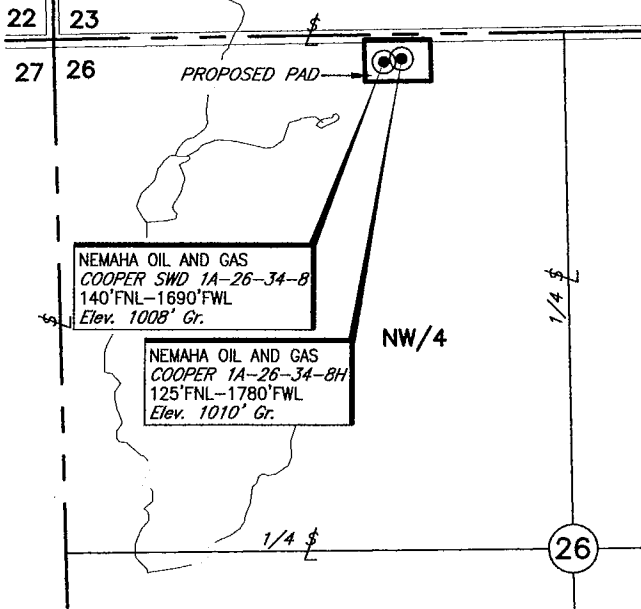 22 23
27 26
PROPOSED PAD
NEMAHA OIL AND GAS
COOPER SWD 1A-26-34-8
140'FNL-1690'FWL
Elev. 1008' Gr.
NW/4
1/4
NEMAHA OIL AND GAS
COOPER 1A-26-34-8H
125'FNL-1780'FWL
Elev. 1010' Gr.
1/4
26